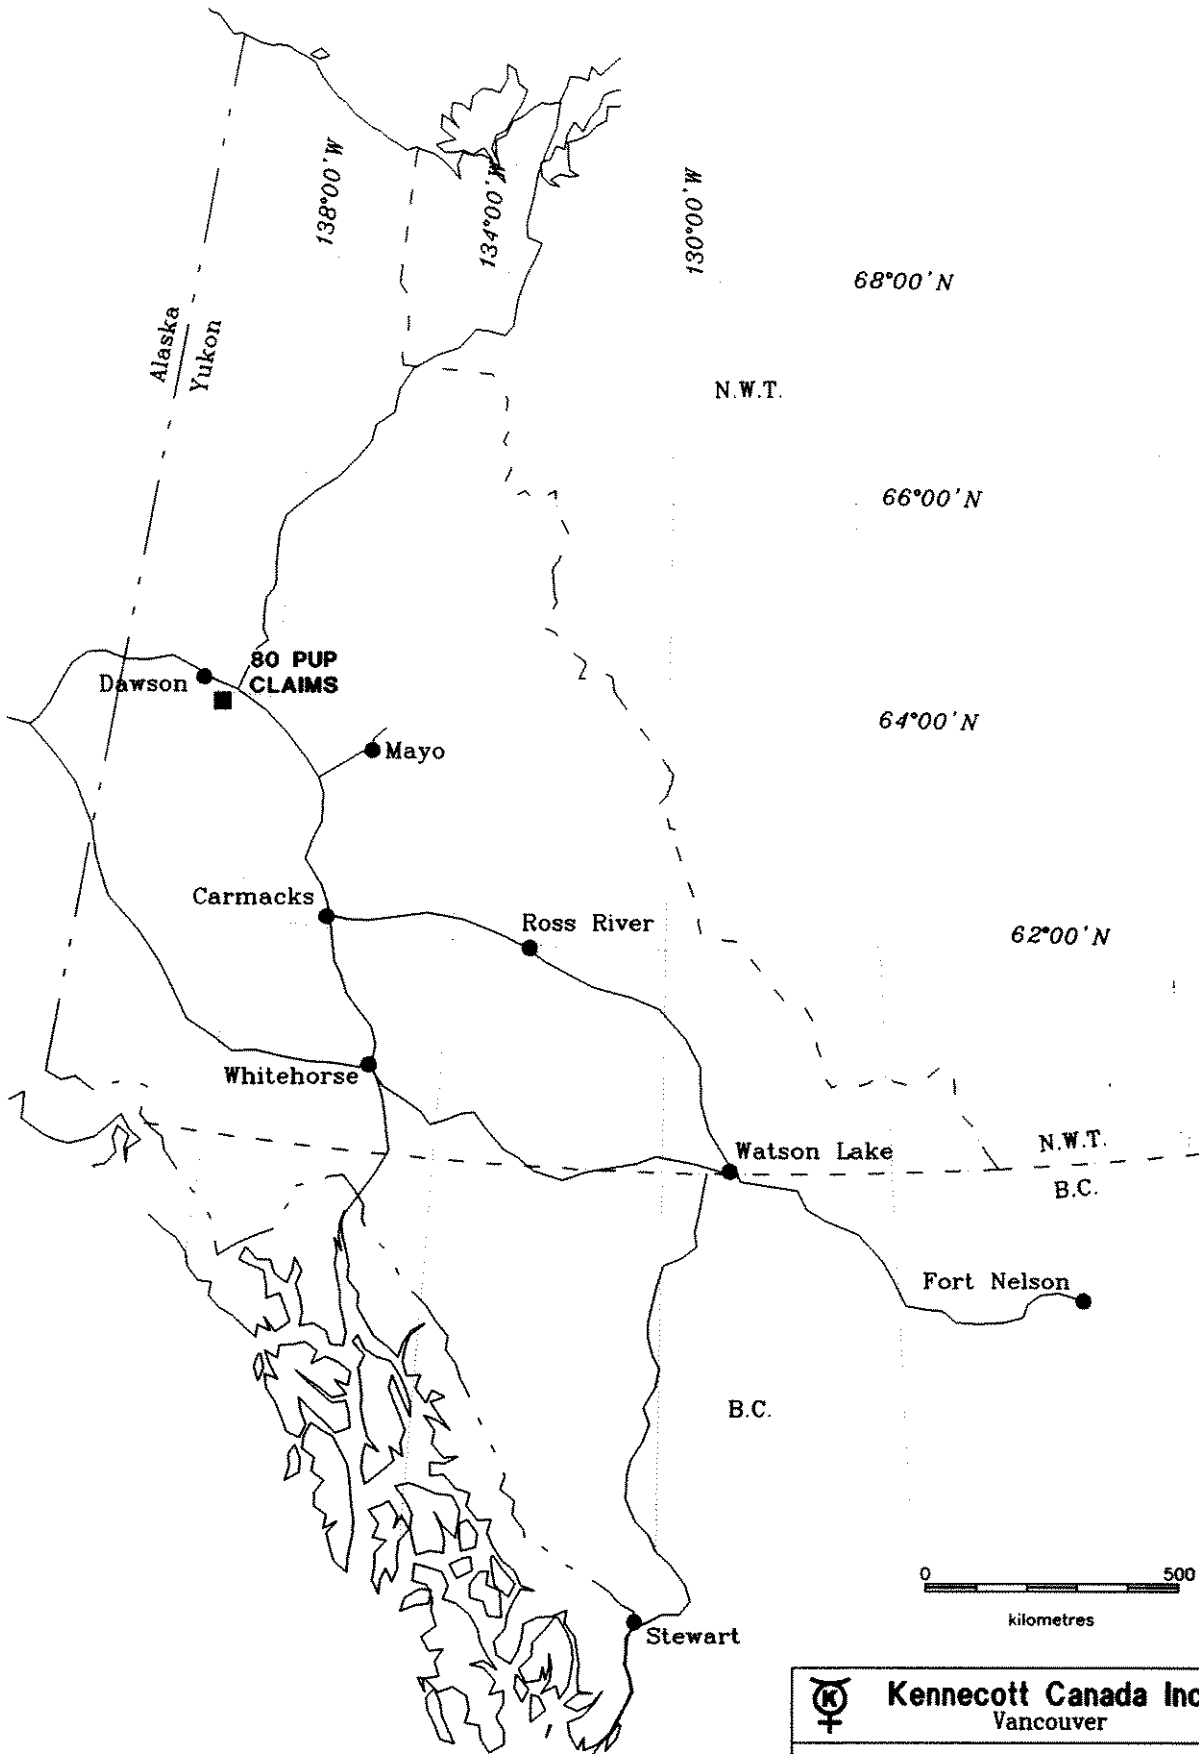 138°00'W
134°00'W
130°00'W
68°00'N
Alaska
Yukon
N.W.T.
66°00'N
80 PUP
CLAIMS
Dawson
64°00'N
Mayo
Carmacks
Ross River
62°00'N
Whitehorse
N.W.T.
Watson Lake
B.C.
Fort Nelson
B.C.
0 500
kilometres
Stewart
K
Kennecott Canada Inc
Vancouver